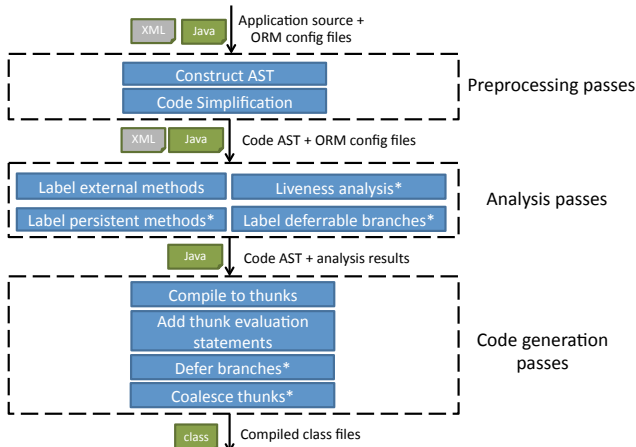 XML Java Application source +
ORM config files
Construct AST
Code Simplification
Preprocessing passes
XML Java Code AST + ORM config files
Label external methods Liveness analysis*
Label persistent methods* Label deferrable branches*
Analysis passes
Java Code AST + analysis results
Compile to thunks
Add thunk evaluation
statements
Defer branches*
Coalesce thunks*
Code generation
passes
class Compiled class files